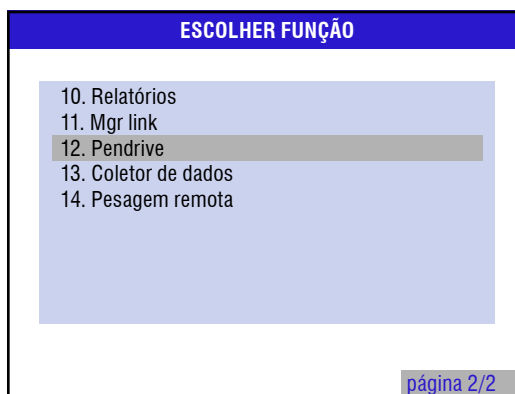 ESCOLHER FUNÇÃO
10. Relatórios
11. Mgr link
12. Pendrive
13. Coletor de dados
14. Pesagem remota
página 2/2